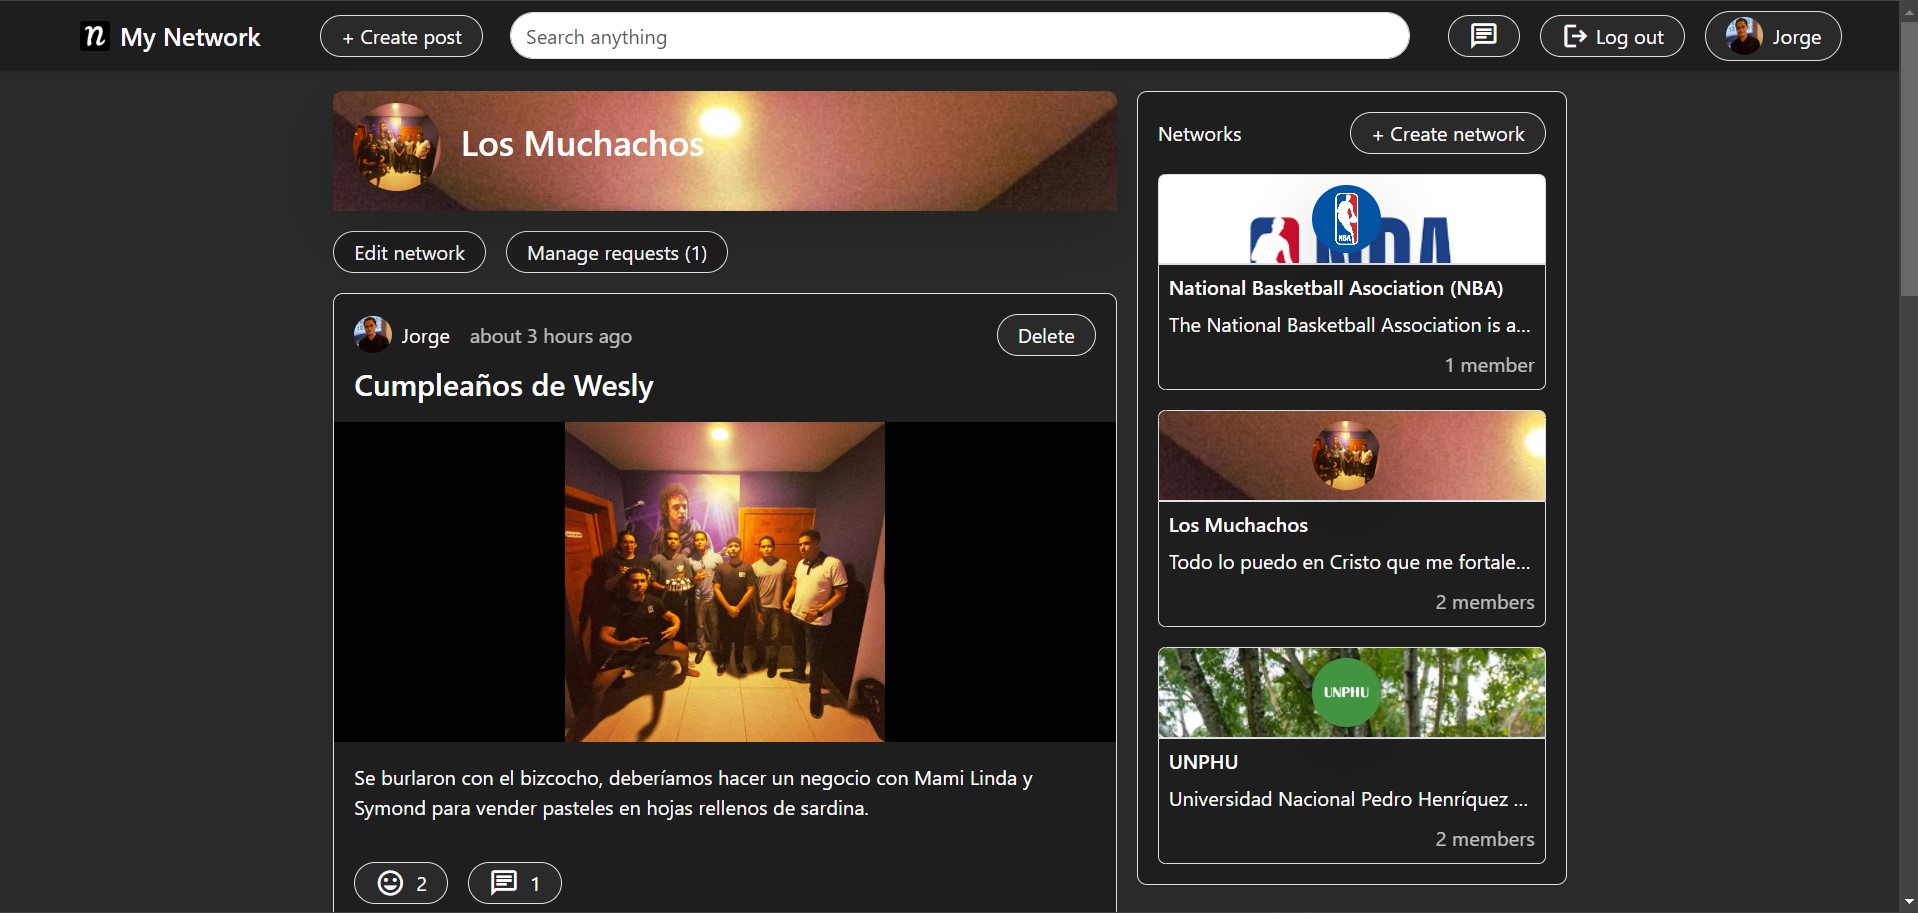 n My Network
+ Create post
Search anything
Log out
Jorge
Los Muchachos
Edit network
Manage requests (1)
Jorge about 3 hours ago
Delete
Cumpleaños de Wesly
Se burlaron con el bizcocho, deberíamos hacer un negocio con Mami Linda y
Symond para vender pasteles en hojas rellenos de sardina.
2
1
Networks
+ Create network
NBA
National Basketball Asociation (NBA)
The National Basketball Association is a...
1 member
Los Muchachos
Todo lo puedo en Cristo que me fortale...
2 members
UNPHU
UNPHU
Universidad Nacional Pedro Henríquez ...
2 members